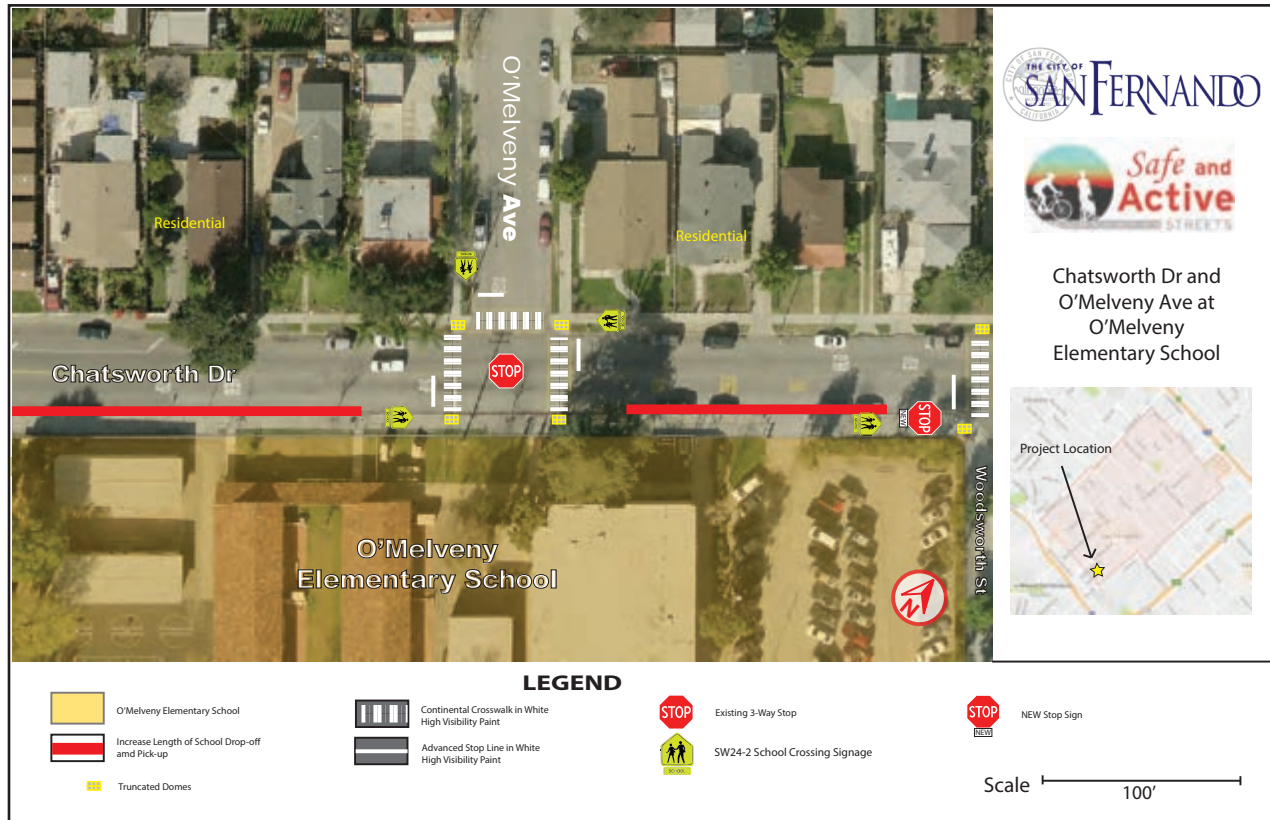 O'Melveny Ave
Residential
Residential
Chatsworth Dr
STOP
STOP
NEW
O'Melveny
Elementary School
Woodsworth St
N
THE CITY OF
SAN FERNANDO
CALIFORNIA
Safe and
Active
STREETS
Chatsworth Dr and
O'Melveny Ave at
O'Melveny
Elementary School
Project Location
LEGEND
O'Melveny Elementary School
Increase Length of School Drop-off
amd Pick-up
Truncated Domes
Continental Crosswalk in White
High Visibility Paint
Advanced Stop Line in White
High Visibility Paint
STOP
Existing 3-Way Stop
SCHOOL
SW24-2 School Crossing Signage
STOP
NEW
NEW Stop Sign
Scale
100'